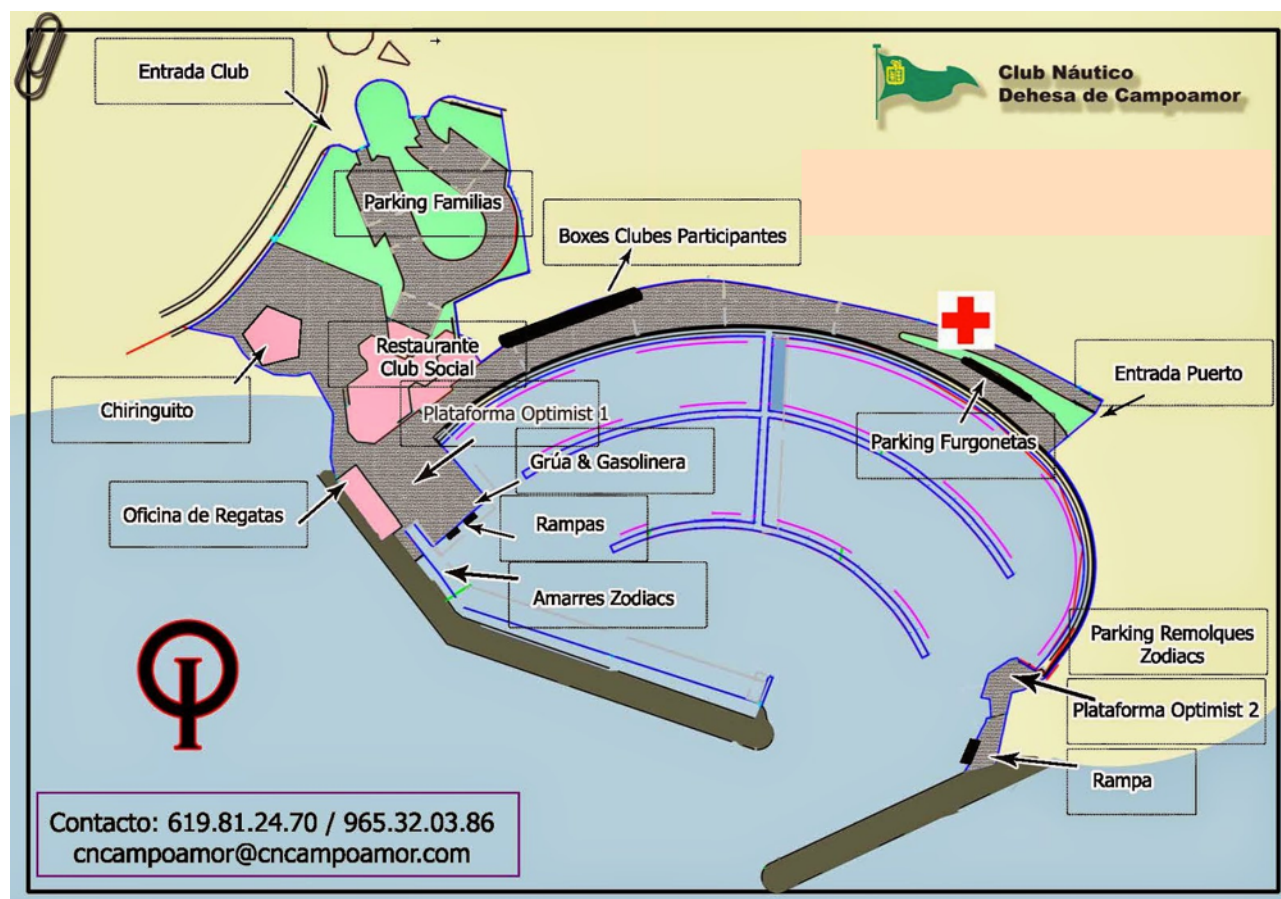 Entrada Club
Club Náutico
Dehesa de Campoamor
Parking Familias
Boxes Clubes Participantes
Restaurante
Club Social
Entrada Puerto
Chiringuito
Plataforma Optimist 1
Parking Furgonetas
Grúa & Gasolinera
Oficina de Regatas
Rampas
Amarres Zodiacs
Parking Remolques
Zodiacs
Plataforma Optimist 2
Rampa
Contacto: 619.81.24.70 / 965.32.03.86
cncampoamor@cncampoamor.com